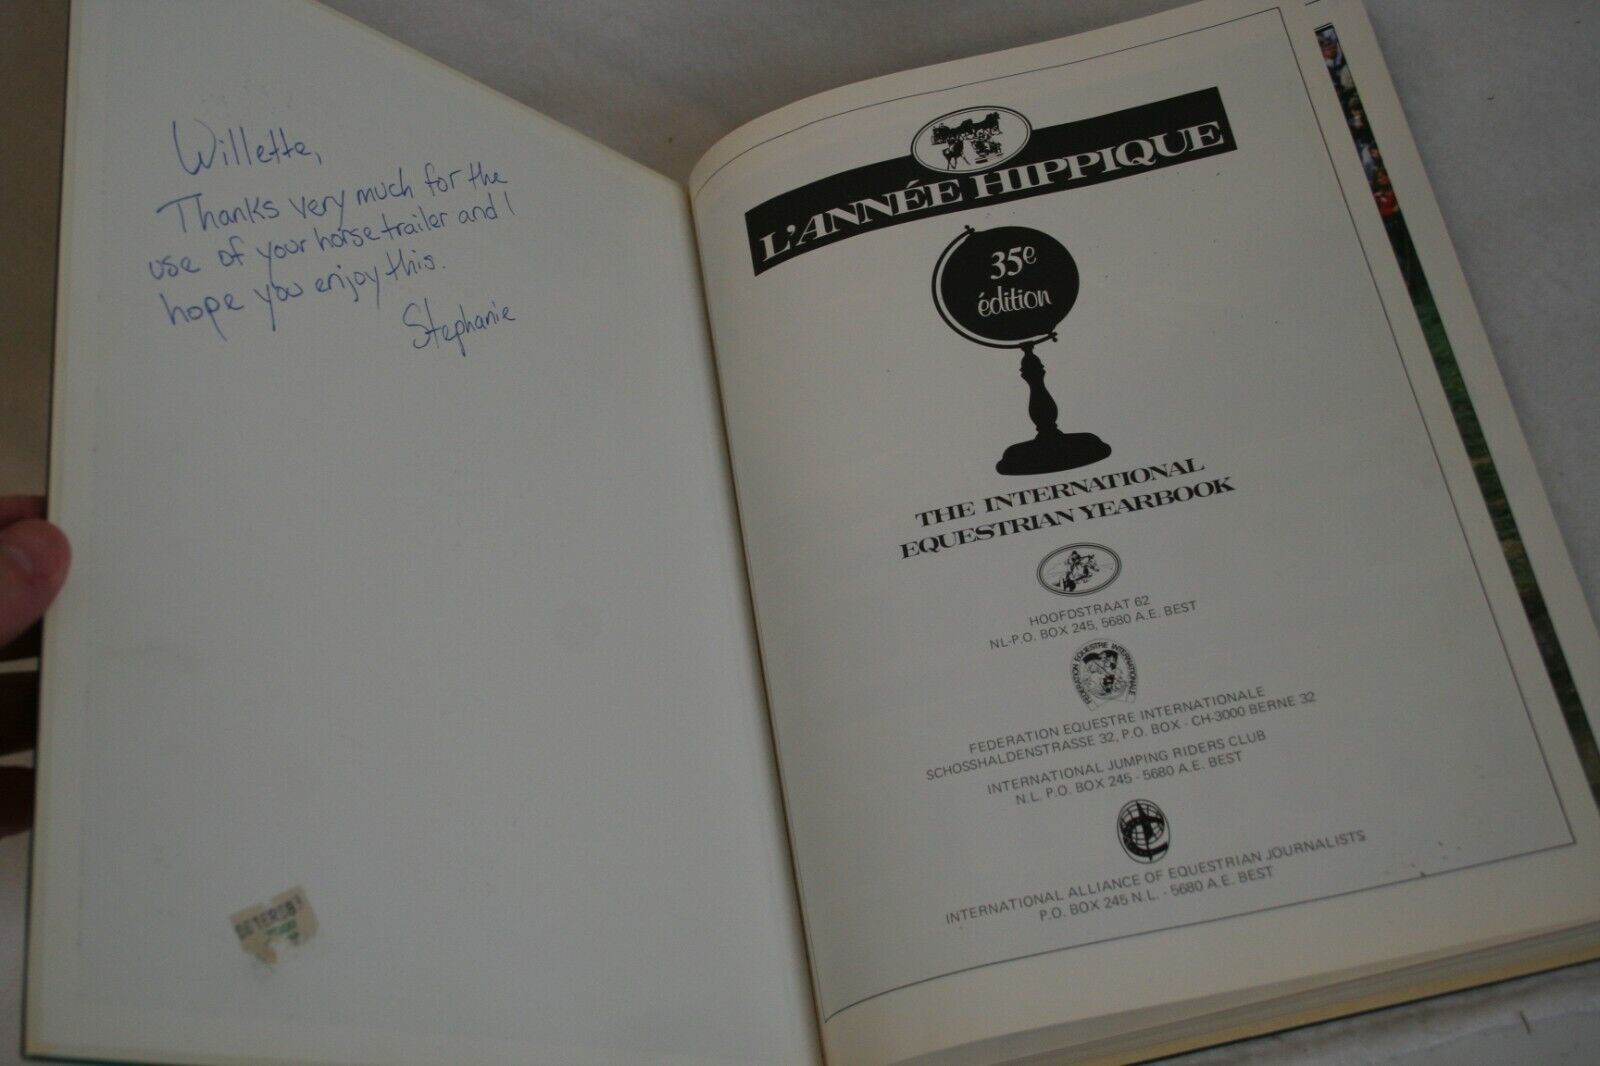 Willette,
Thanks very much for the
use of your horse trailer and I
hope you enjoy this.
Stephanie
L'ANNÉE HIPPIQUE
35e
édition
THE INTERNATIONAL
EQUESTRIAN YEARBOOK
HOOFDSTRAAT 62
NL-P.O. BOX 245, 5680 A.E. BEST
FEDERATION EQUESTRE INTERNATIONALE
FEDERATION EQUESTRE INTERNATIONALE
SCHOSSHALDENSTRASSE 32, P.O. BOX - CH-3000 BERNE 32
INTERNATIONAL JUMPING RIDERS CLUB
N.L. P.O. BOX 245 - 5680 A.E. BEST
INTERNATIONAL ALLIANCE OF EQUESTRIAN JOURNALISTS
P.O. BOX 245 N.L. - 5680 A.E. BEST